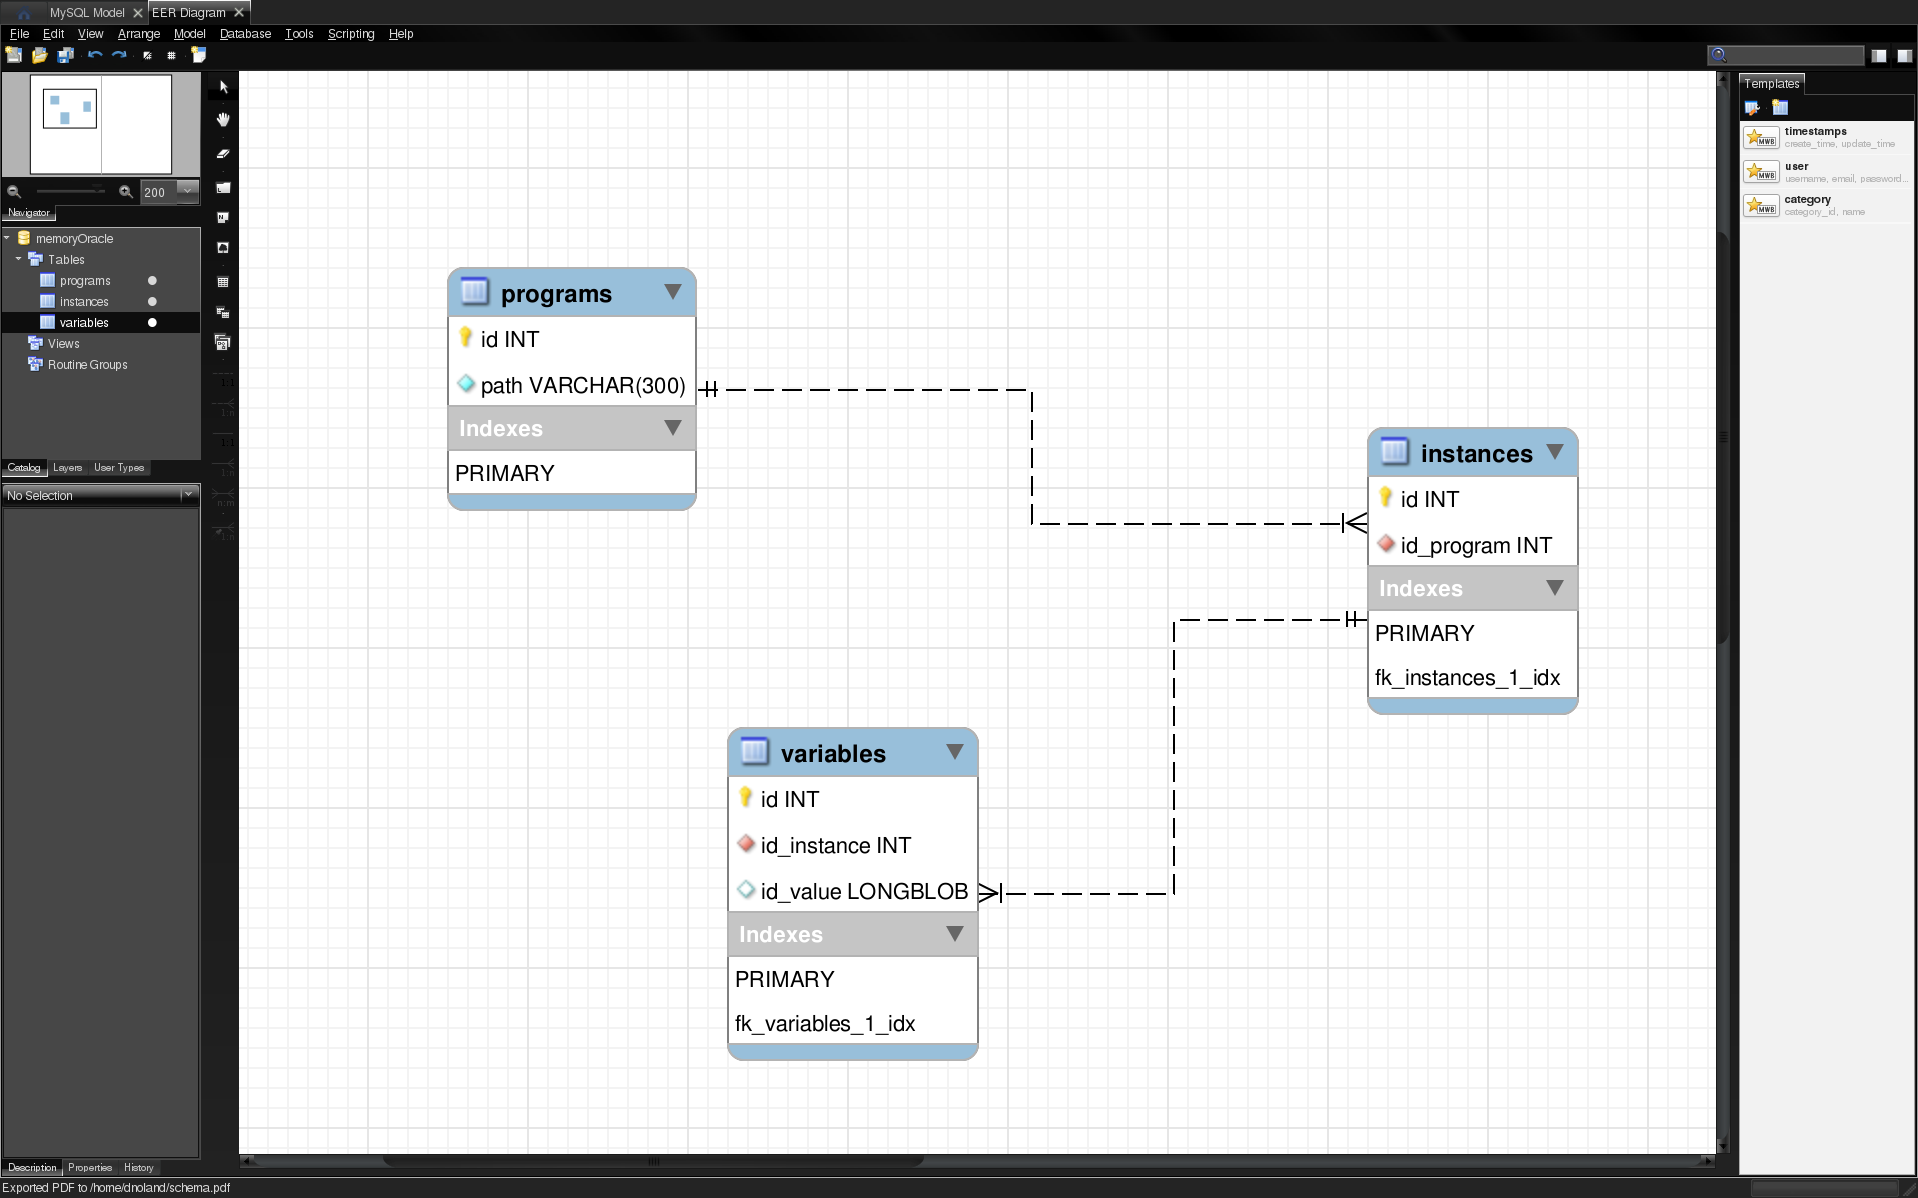 MySQL Model
EER Diagram
File Edit View Arrange Model Database Tools Scripting Help
200
Navigator
memoryOracle
Tables
programs
instances
variables
Views
Routine Groups
Catalog Layers User Types
No Selection
Description Properties History
Exported PDF to /home/dnoland/schema.pdf
programs
id INT
path VARCHAR(300)
Indexes
PRIMARY
instances
id INT
id_program INT
Indexes
PRIMARY
fk_instances_1_idx
variables
id INT
id_instance INT
id_value LONGBLOB
Indexes
PRIMARY
fk_variables_1_idx
Templates
timestamps
create_time, update_time
user
username, email, password...
category
category_id, name